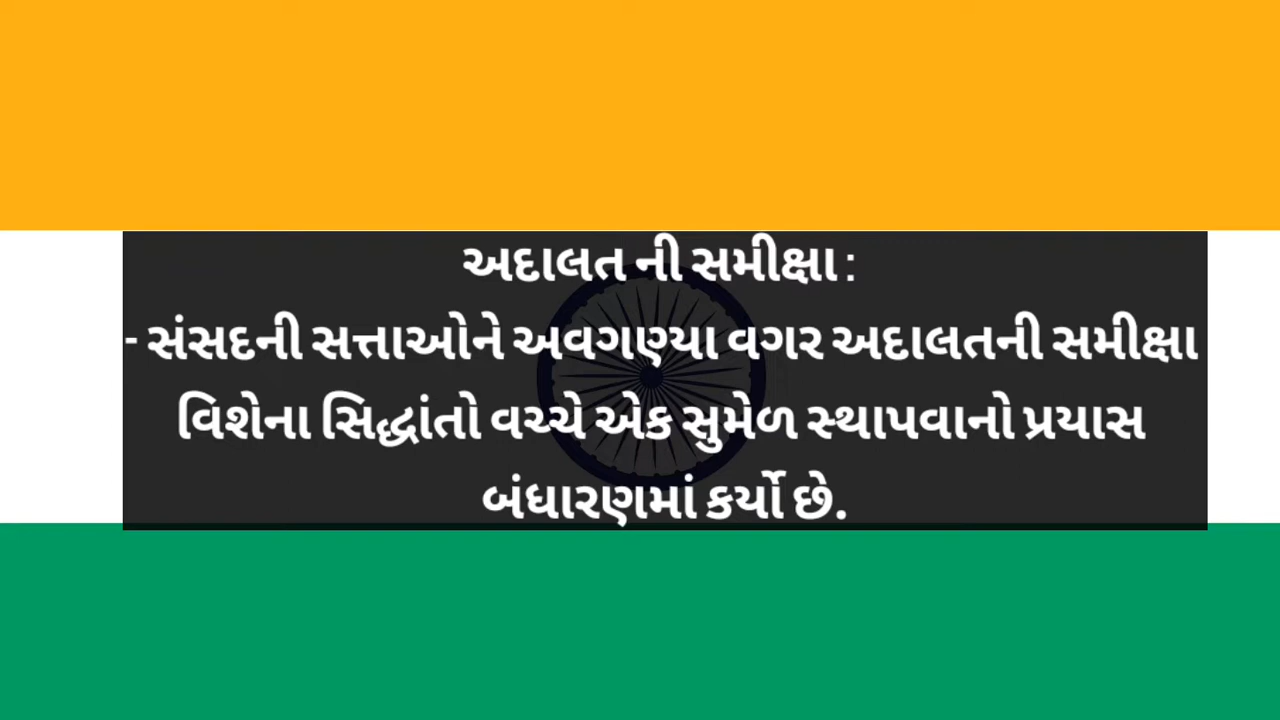 અદાલત ની સમીક્ષા :
- સંસદની સત્તાઓને અવગણ્યા વગર અદાલતની સમીક્ષા
વિશેના સિદ્ધાંતો વચ્ચે એક સુમેળ સ્થાપવાનો પ્રયાસ
બંધારણમાં કર્યો છે.